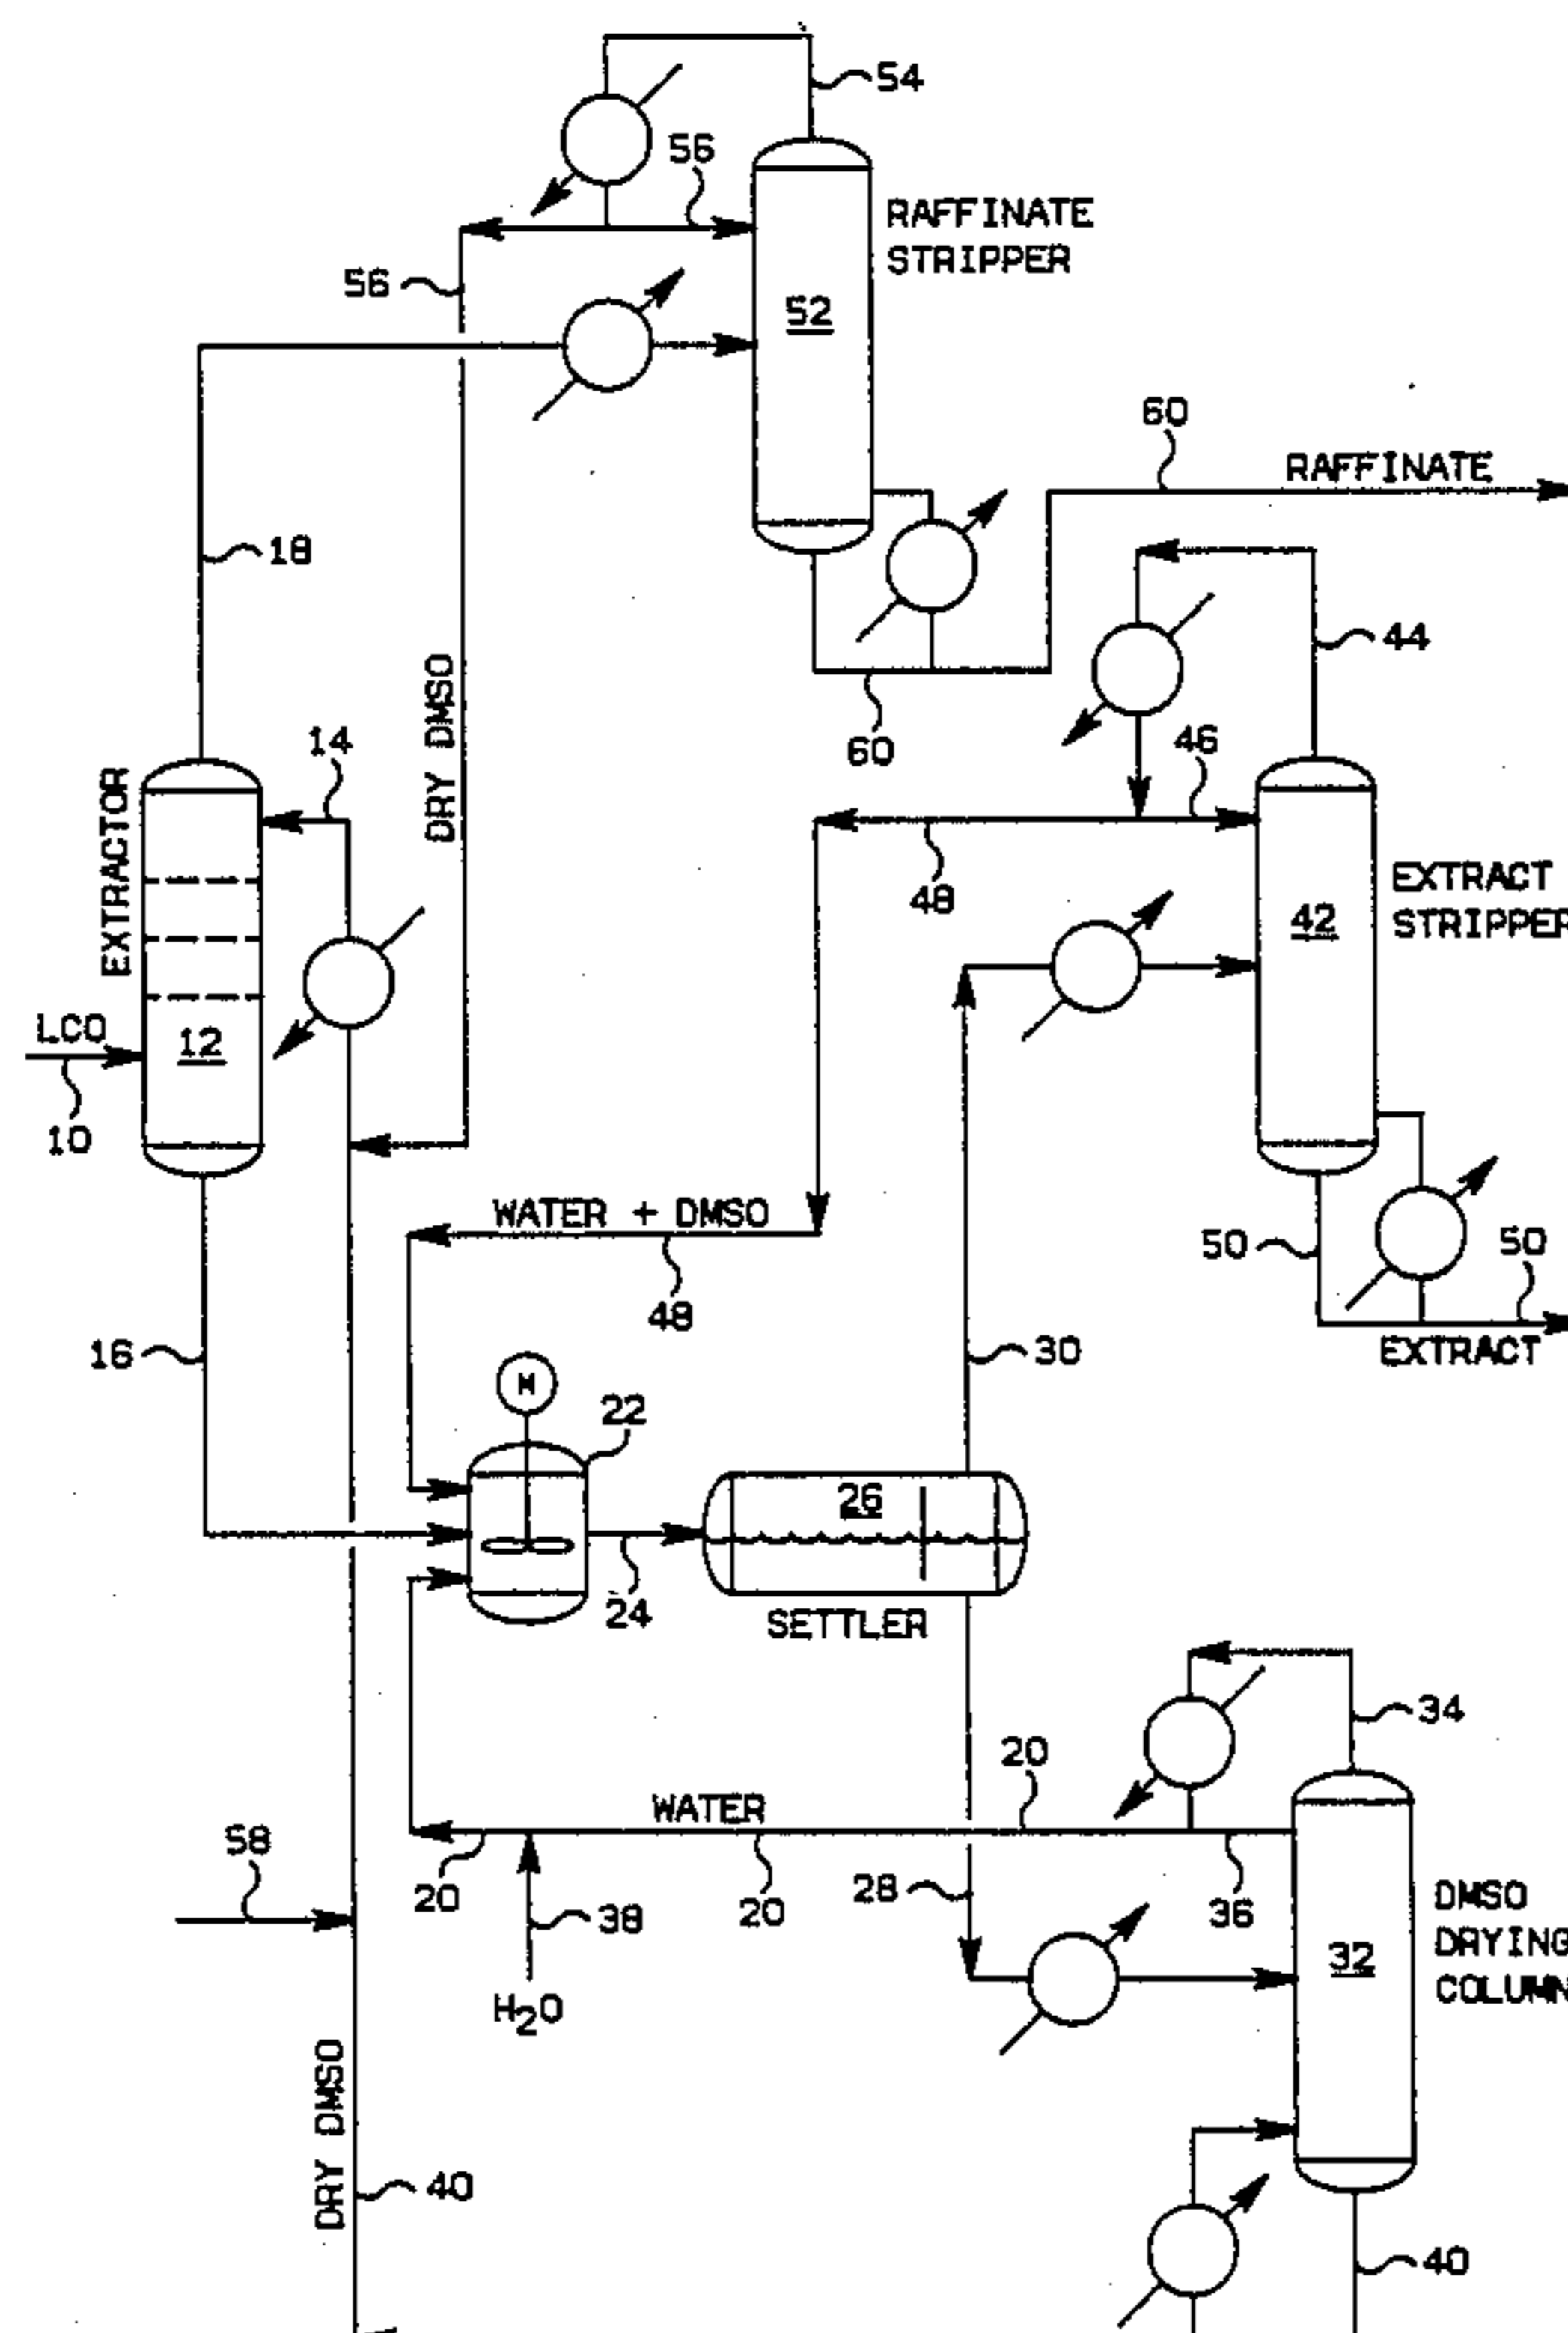 54
56
RAFFINATE
STRIPPER
56
52
60
RAFFINATE
18
44
DRY DMSO
14
60
46
EXTRACTOR
48
42
EXTRACT
STRIPPER
LCO
12
10
WATER + DMSO
50
50
48
16
30
EXTRACT
M
22
26
24
SETTLER
34
20
WATER
58
20
20
28
36
38
DMSO
DRYING
COLUMN
32
H2O
DRY DMSO
40
40